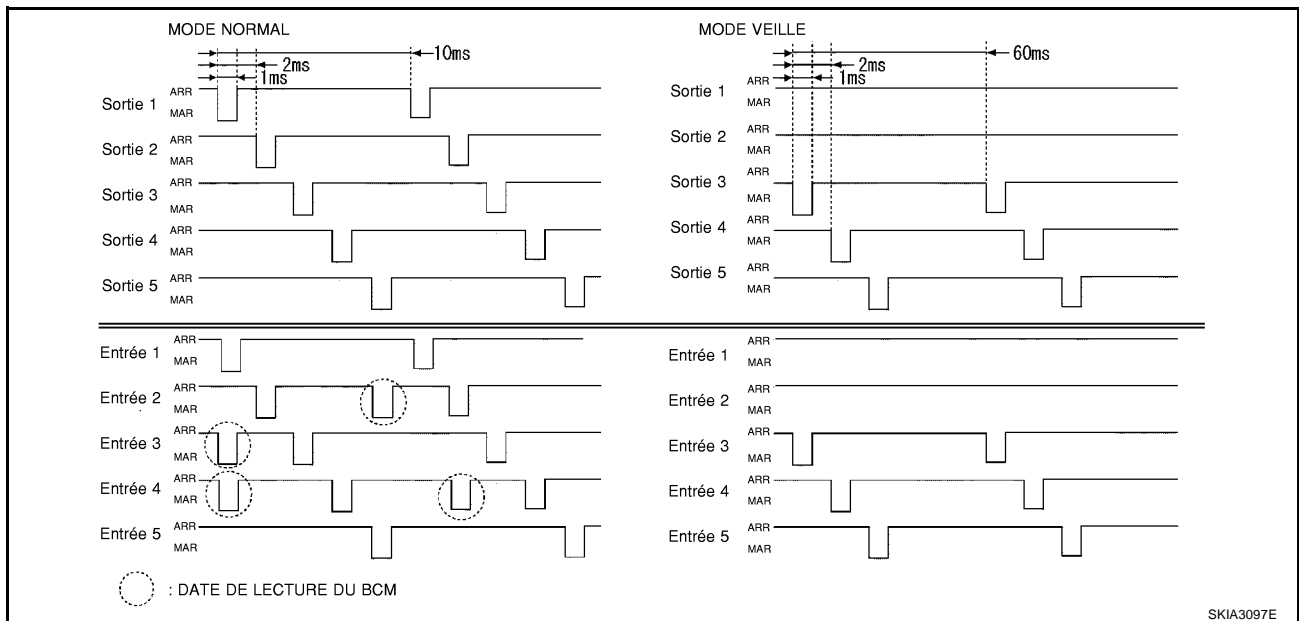 MODE NORMAL
10ms
2ms
1ms
Sortie 1 ARR MAR
Sortie 2 ARR MAR
Sortie 3 ARR MAR
Sortie 4 ARR MAR
Sortie 5 ARR MAR
Entrée 1 ARR MAR
Entrée 2 ARR MAR
Entrée 3 ARR MAR
Entrée 4 ARR MAR
Entrée 5 ARR MAR
: DATE DE LECTURE DU BCM
MODE VEILLE
60ms
2ms
1ms
Sortie 1 ARR MAR
Sortie 2 ARR MAR
Sortie 3 ARR MAR
Sortie 4 ARR MAR
Sortie 5 ARR MAR
Entrée 1 ARR MAR
Entrée 2 ARR MAR
Entrée 3 ARR MAR
Entrée 4 ARR MAR
Entrée 5 ARR MAR
SKIA3097E